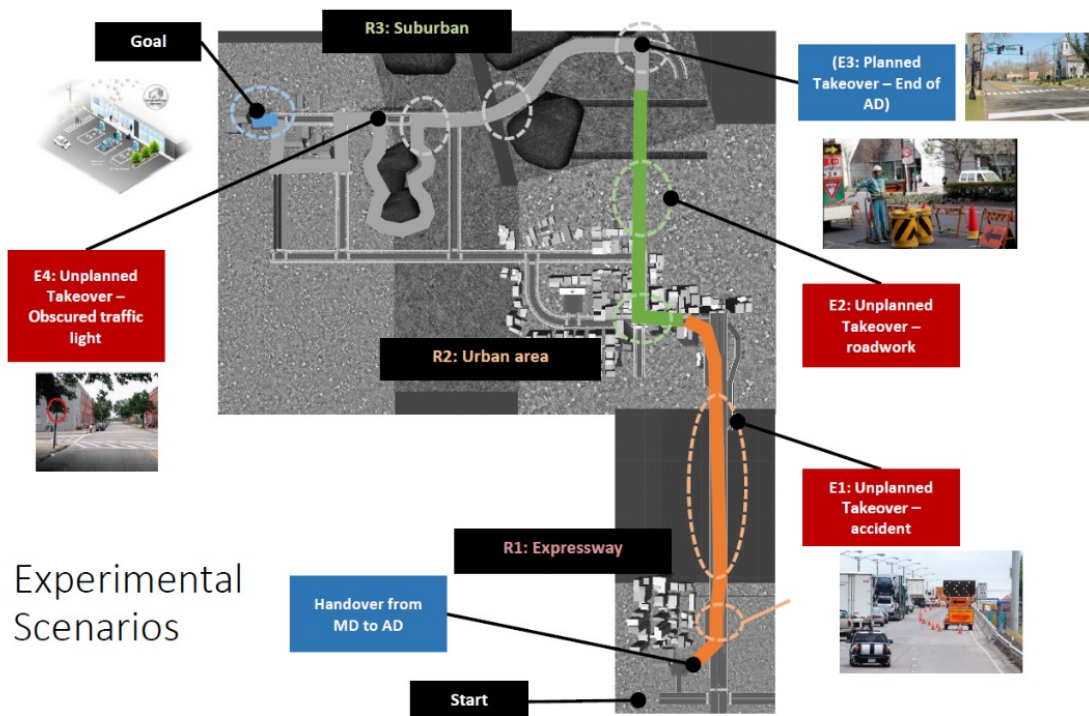 Goal
R3: Suburban
(E3: Planned
Takeover – End of
AD)
E4: Unplanned
Takeover –
Obscured traffic
light
E2: Unplanned
Takeover –
roadwork
R2: Urban area
E1: Unplanned
Takeover –
accident
R1: Expressway
Experimental
Scenarios
Handover from
MD to AD
Start